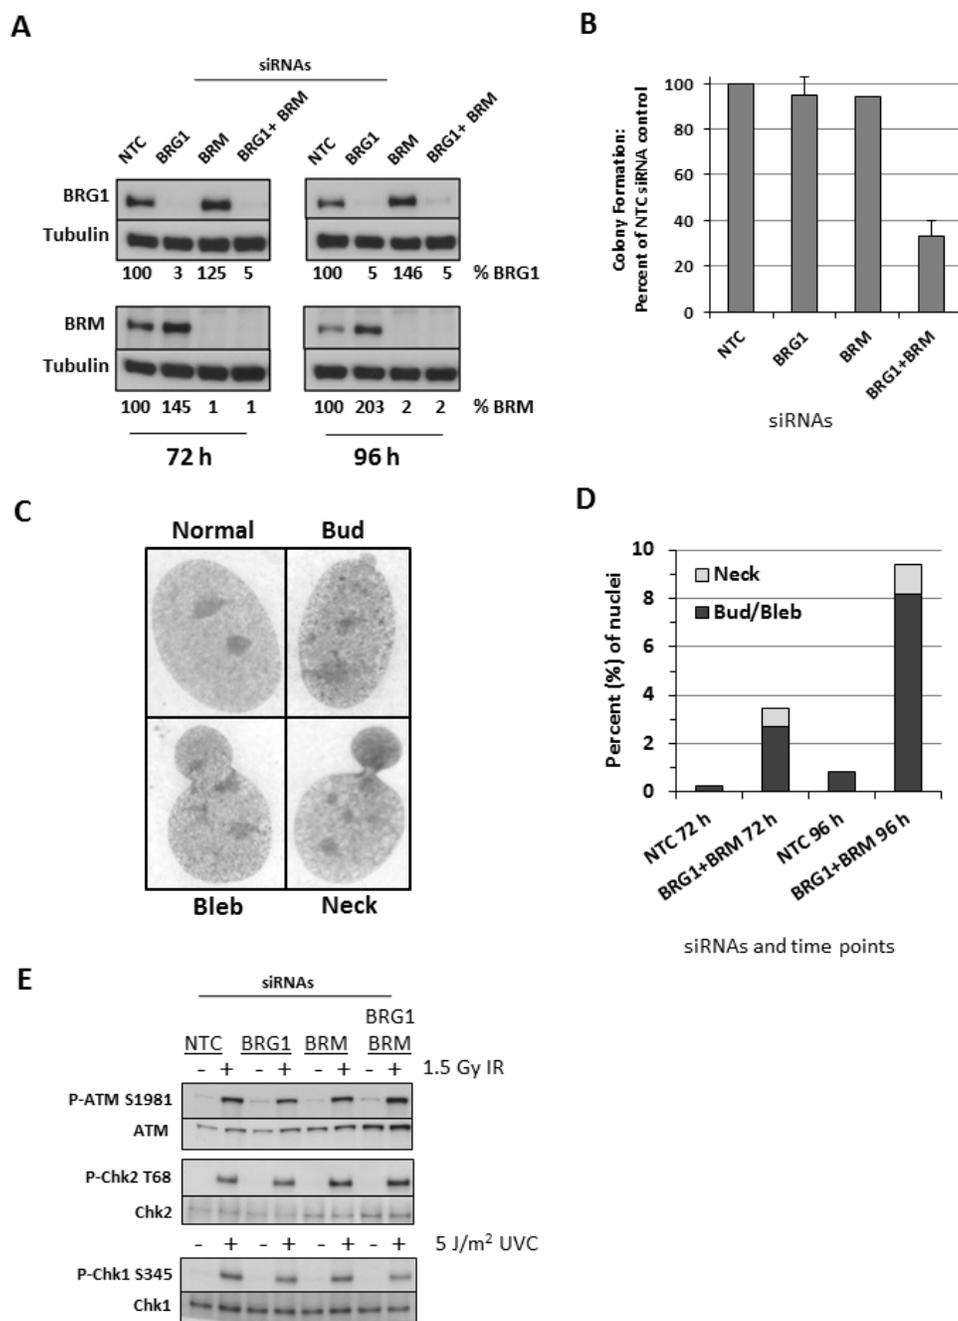 A
siRNAs
NTC BRG1 BRM BRG1+ BRM NTC BRG1 BRM BRG1+ BRM
BRG1
Tubulin
100 3 125 5 100 5 146 5 % BRG1
BRM
Tubulin
100 145 1 1 100 203 2 2 % BRM
72 h 96 h
B
Colony Formation:
Percent of NTC siRNA control
100
80
60
40
20
0
NTC BRG1 BRM BRG1+BRM
siRNAs
C
Normal Bud
Bleb Neck
D
Percent (%) of nuclei
10
8
6
4
2
0
Neck
Bud/Bleb
NTC 72 h BRG1+BRM 72 h NTC 96 h BRG1+BRM 96 h
siRNAs and time points
E
siRNAs
BRG1
NTC BRG1 BRM BRM
- + - + - + - + 1.5 Gy IR
P-ATM S1981
ATM
P-Chk2 T68
Chk2
- + - + - + - + 5 J/m² UVC
P-Chk1 S345
Chk1